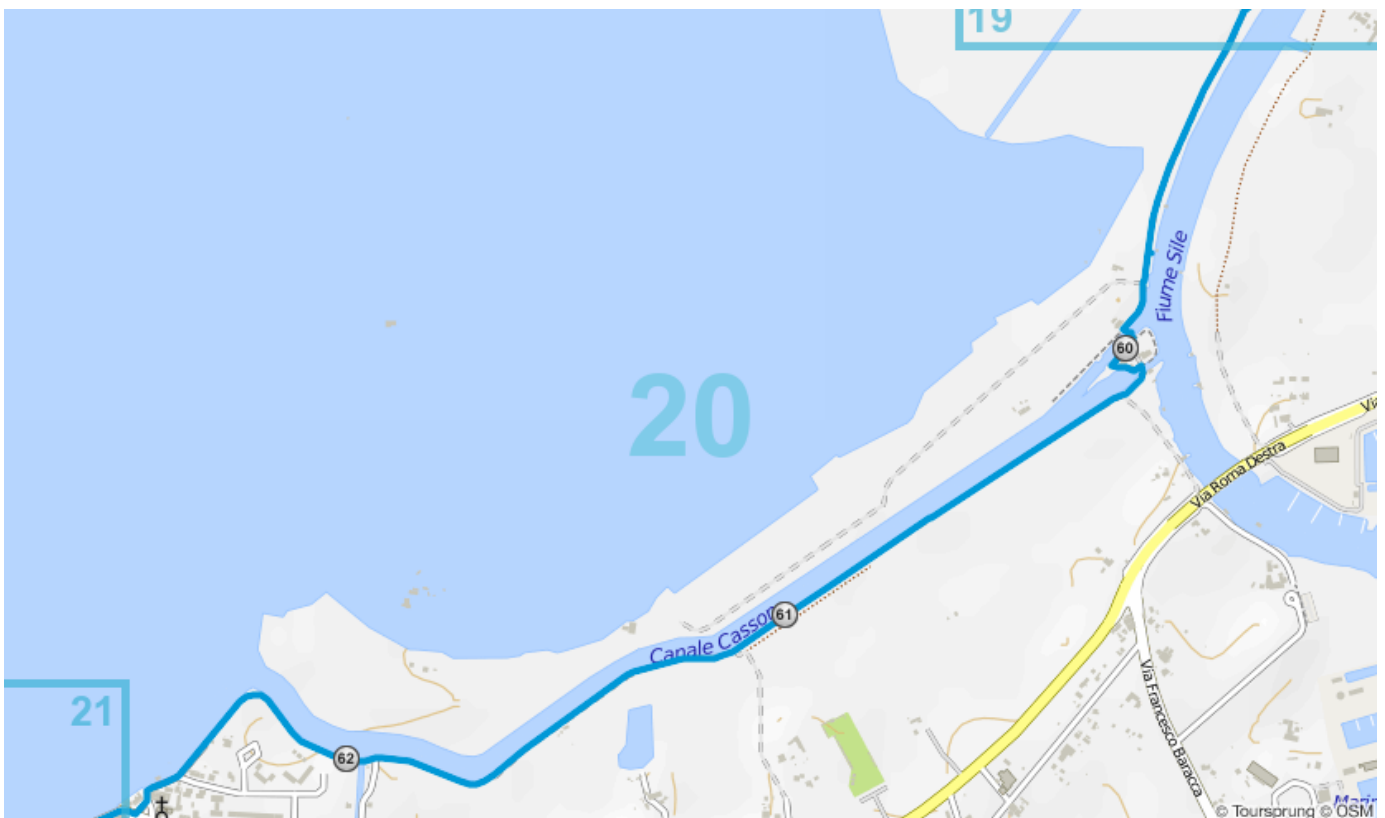 19
Fiume Sile
60
Via
20
Via Roma Destra
61
Canale Casson
21
Via Francesco Baracca
62
© Toursprung © OSM